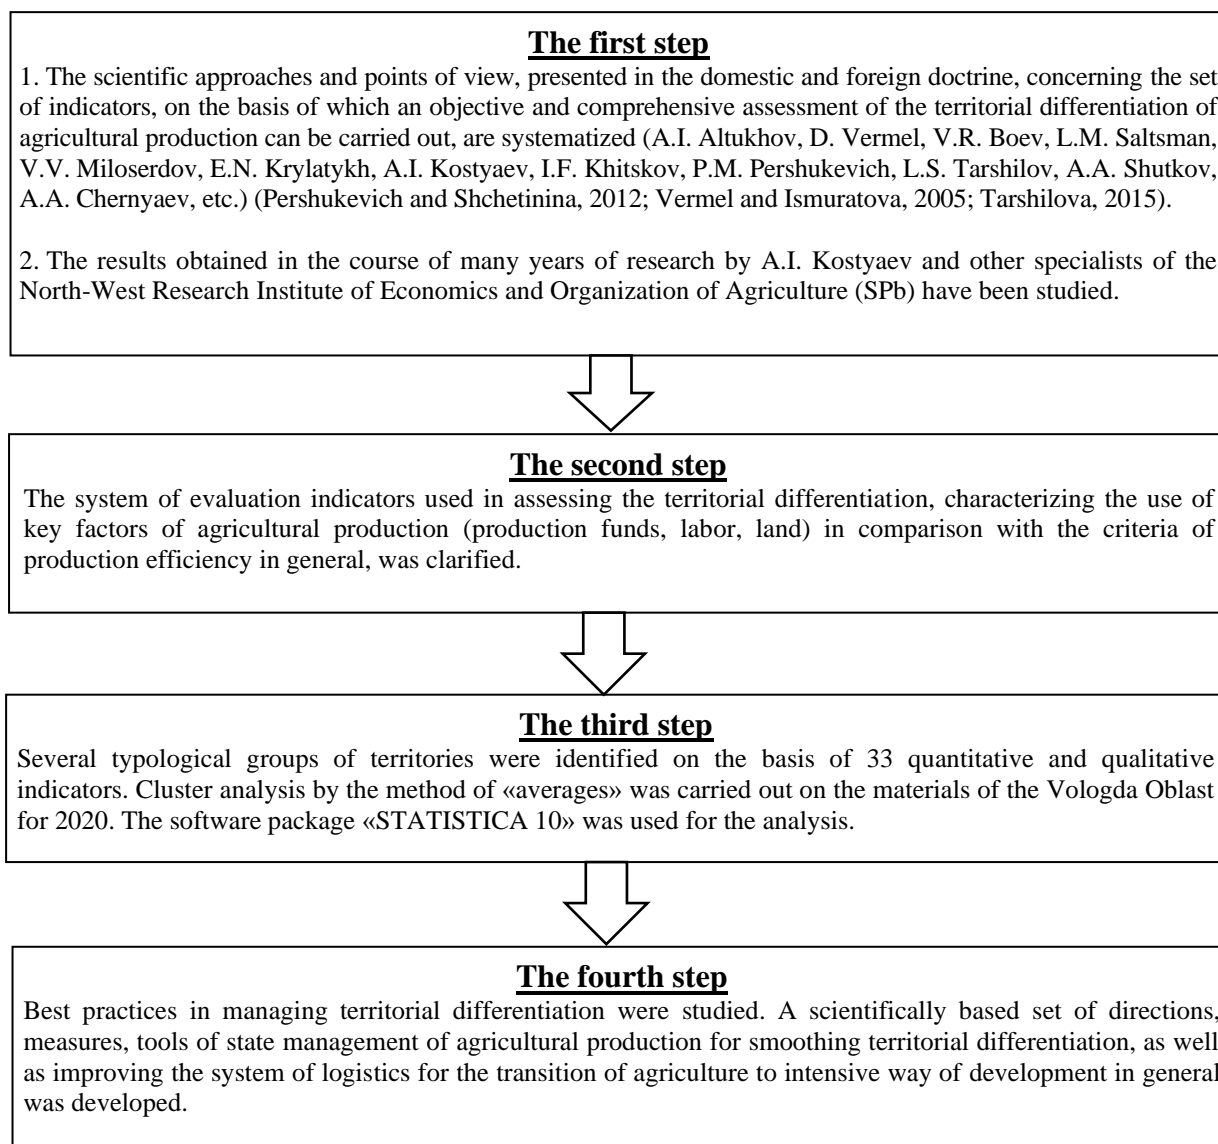 The first step
1. The scientific approaches and points of view, presented in the domestic and foreign doctrine, concerning the set
of indicators, on the basis of which an objective and comprehensive assessment of the territorial differentiation of
agricultural production can be carried out, are systematized (A.I. Altukhov, D. Vermel, V.R. Boev, L.M. Saltsman,
V.V. Miloserdov, E.N. Krylatykh, A.I. Kostyaev, I.F. Khitskov, P.M. Pershukevich, L.S. Tarshilov, A.A. Shutkov,
A.A. Chernyaev, etc.) (Pershukevich and Shchetinina, 2012; Vermel and Ismuratova, 2005; Tarshilova, 2015).
2. The results obtained in the course of many years of research by A.I. Kostyaev and other specialists of the
North-West Research Institute of Economics and Organization of Agriculture (SPb) have been studied.
The second step
The system of evaluation indicators used in assessing the territorial differentiation, characterizing the use of
key factors of agricultural production (production funds, labor, land) in comparison with the criteria of
production efficiency in general, was clarified.
The third step
Several typological groups of territories were identified on the basis of 33 quantitative and qualitative
indicators. Cluster analysis by the method of «averages» was carried out on the materials of the Vologda Oblast
for 2020. The software package «STATISTICA 10» was used for the analysis.
The fourth step
Best practices in managing territorial differentiation were studied. A scientifically based set of directions,
measures, tools of state management of agricultural production for smoothing territorial differentiation, as well
as improving the system of logistics for the transition of agriculture to intensive way of development in general
was developed.